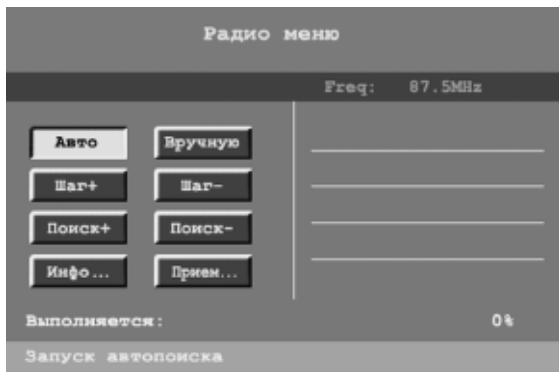 Радио меню
Freq: 87.5MHz
Авто Вручную
Шаг+ Шаг-
Поиск+ Поиск-
Инфо... Прием...
Выполняется: 0%
Запуск автопоиска